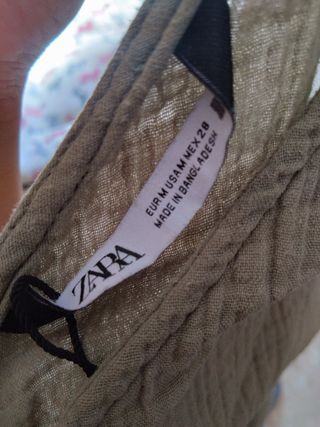 ZARA
EUR M USA M MEX 28
MADE IN BANGLADESH